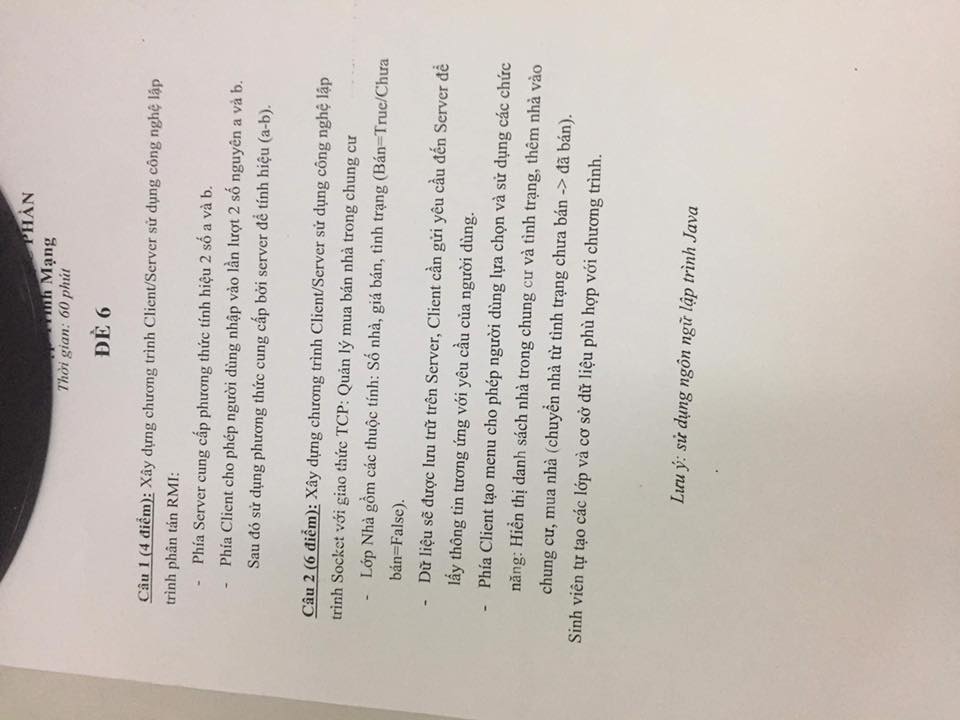 PHẦN
Mạng
Thời gian: 60 phút
ĐỀ 6
Câu 1 (4 điểm): Xây dựng chương trình Client/Server sử dụng công nghệ lập
trình phân tán RMI:
- Phía Server cung cấp phương thức tính hiệu 2 số a và b.
- Phía Client cho phép người dùng nhập vào lần lượt 2 số nguyên a và b.
Sau đó sử dụng phương thức cung cấp bởi server để tính hiệu (a-b).
Câu 2 (6 điểm): Xây dựng chương trình Client/Server sử dụng công nghệ lập
trình Socket với giao thức TCP: Quản lý mua bán nhà trong chung cư
- Lớp Nhà gồm các thuộc tính: Số nhà, giá bán, tình trạng (Bán=True/Chưa
bán=False).
- Dữ liệu sẽ được lưu trữ trên Server, Client cần gửi yêu cầu đến Server để
lấy thông tin tương ứng với yêu cầu của người dùng.
- Phía Client tạo menu cho phép người dùng lựa chọn và sử dụng các chức
năng: Hiển thị danh sách nhà trong chung cư và tình trạng, thêm nhà vào
chung cư, mua nhà (chuyển nhà từ tình trạng chưa bán -> đã bán).
Sinh viên tự tạo các lớp và cơ sở dữ liệu phù hợp với chương trình.
Lưu ý: sử dụng ngôn ngữ lập trình Java